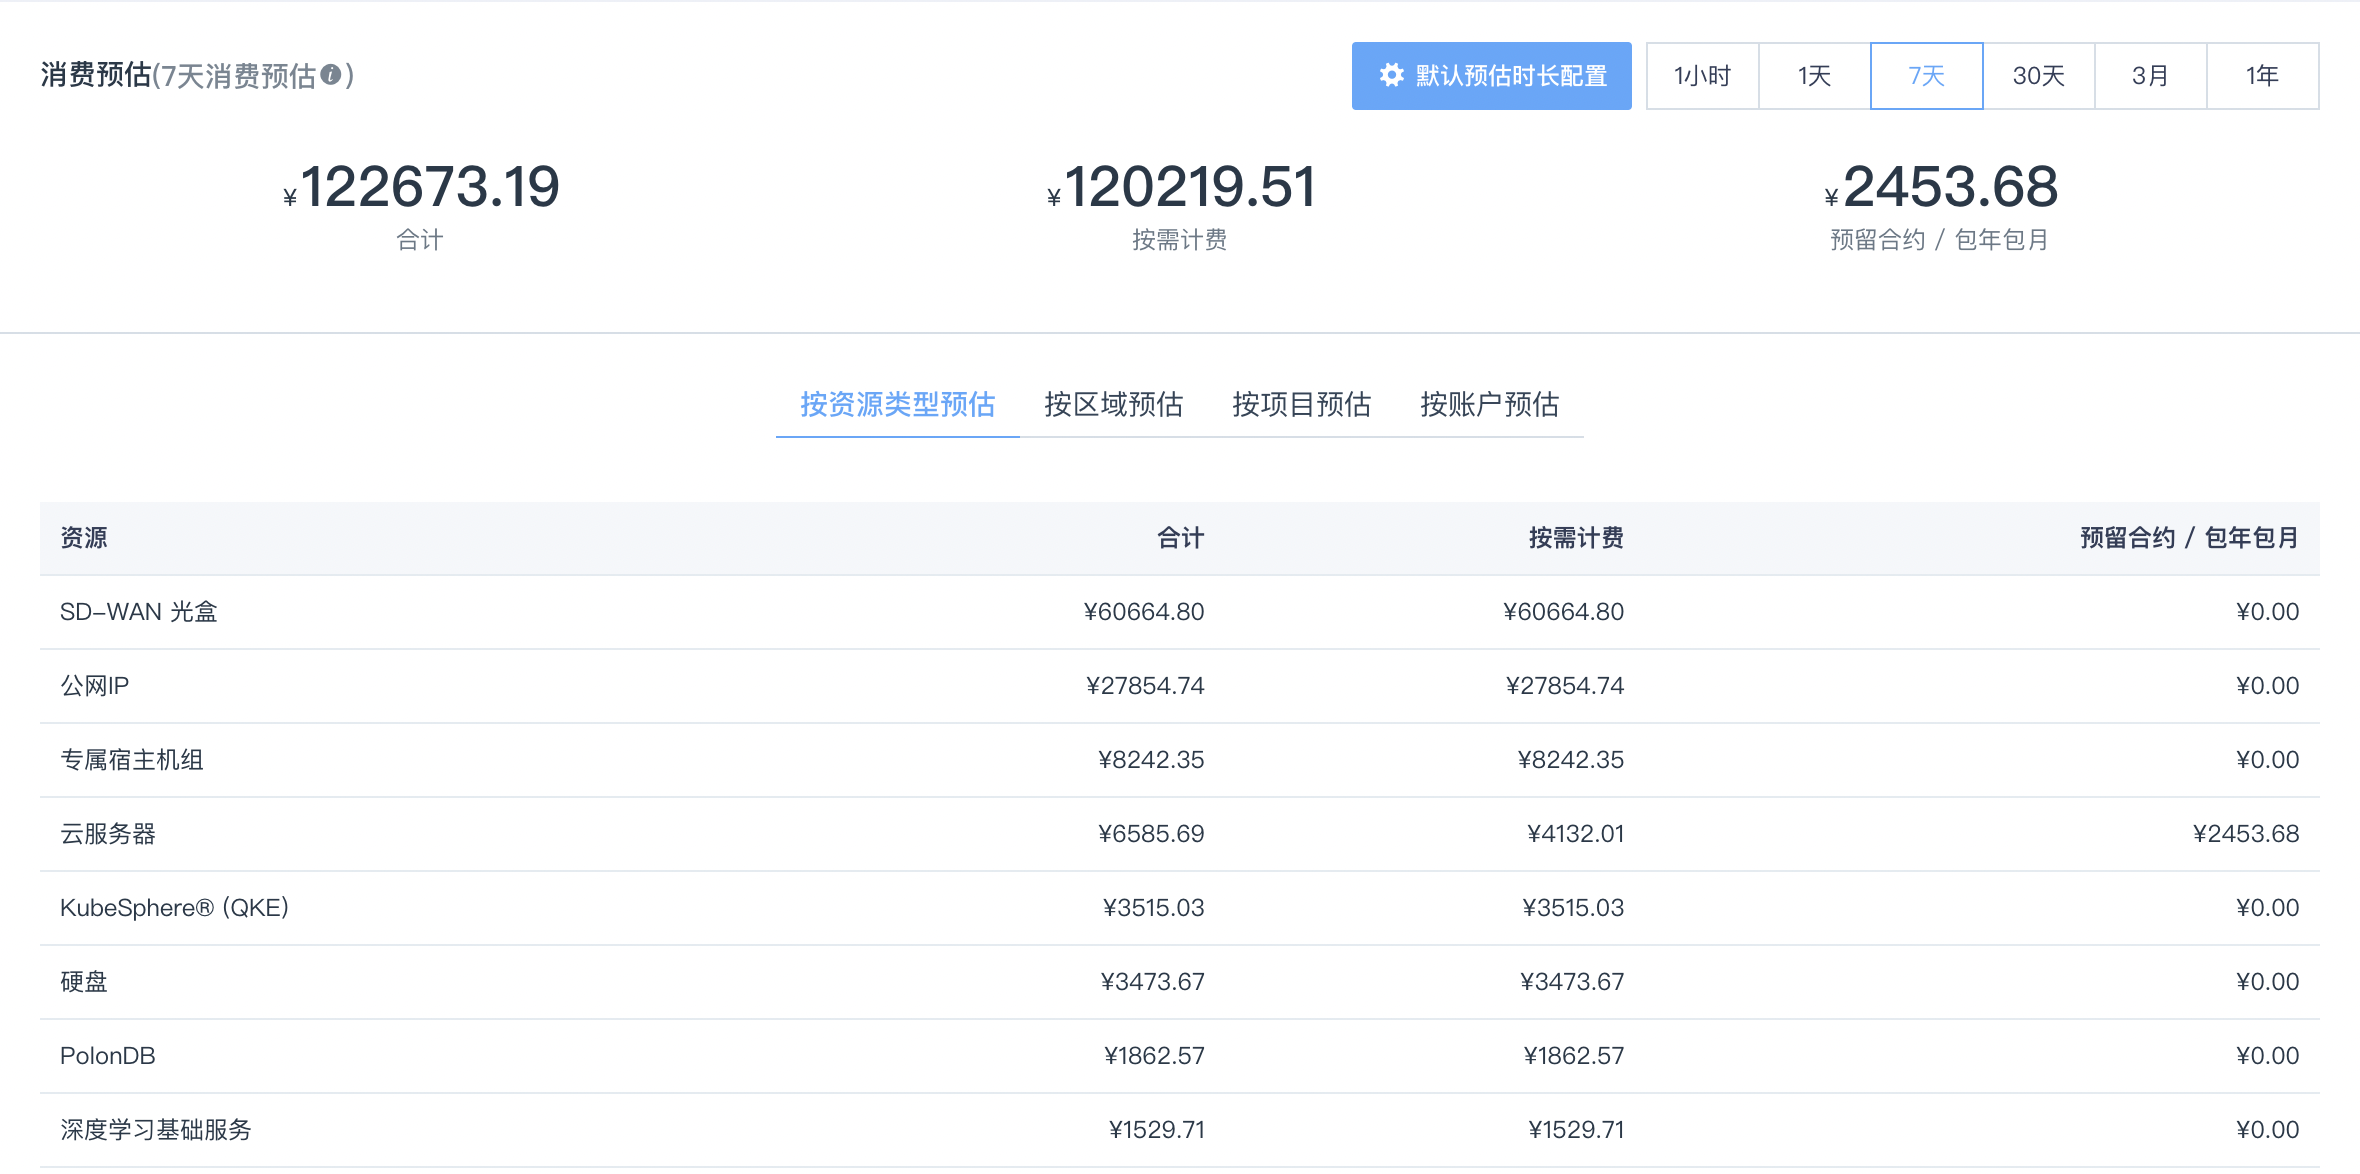 消费预估(7天消费预估)
默认预估时长配置 1小时 1天 7天 30天 3月 1年
¥122673.19 ¥120219.51 ¥2453.68
合计 按需计费 预留合约 / 包年包月
按资源类型预估 按区域预估 按项目预估 按账户预估
资源 合计 按需计费 预留合约 / 包年包月
SD-WAN 光盒 ¥60664.80 ¥60664.80 ¥0.00
公网IP ¥27854.74 ¥27854.74 ¥0.00
专属宿主机组 ¥8242.35 ¥8242.35 ¥0.00
云服务器 ¥6585.69 ¥4132.01 ¥2453.68
KubeSphere® (QKE) ¥3515.03 ¥3515.03 ¥0.00
硬盘 ¥3473.67 ¥3473.67 ¥0.00
PolonDB ¥1862.57 ¥1862.57 ¥0.00
深度学习基础服务 ¥1529.71 ¥1529.71 ¥0.00